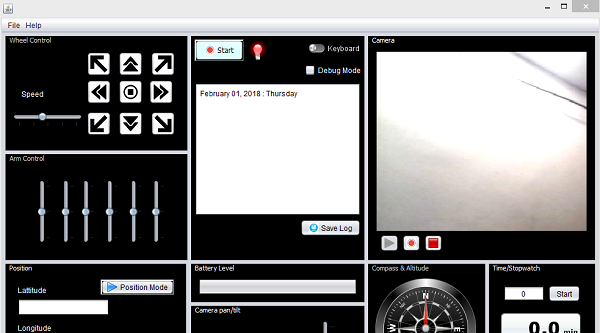 File Help
Wheel Control
Speed
Arm Control
Start
Keyboard
Debug Mode
February 01, 2018 : Thursday
Save Log
Camera
Position
Lattitude
Position Mode
Longitude
Battery Level
Camera pan/tilt
Compass & Altitude
N
W
E
Time/Stopwatch
0 Start
0.0 min